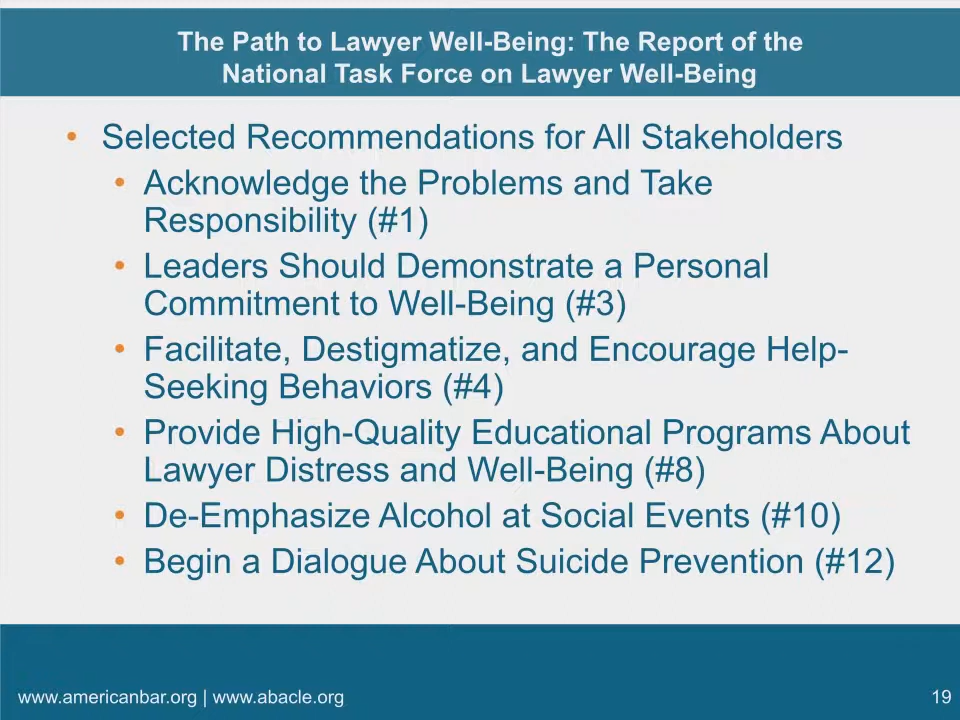 The Path to Lawyer Well-Being: The Report of the
National Task Force on Lawyer Well-Being
• Selected Recommendations for All Stakeholders
• Acknowledge the Problems and Take
Responsibility (#1)
• Leaders Should Demonstrate a Personal
Commitment to Well-Being (#3)
• Facilitate, Destigmatize, and Encourage Help-
Seeking Behaviors (#4)
• Provide High-Quality Educational Programs About
Lawyer Distress and Well-Being (#8)
• De-Emphasize Alcohol at Social Events (#10)
• Begin a Dialogue About Suicide Prevention (#12)
www.americanbar.org | www.abacle.org
19